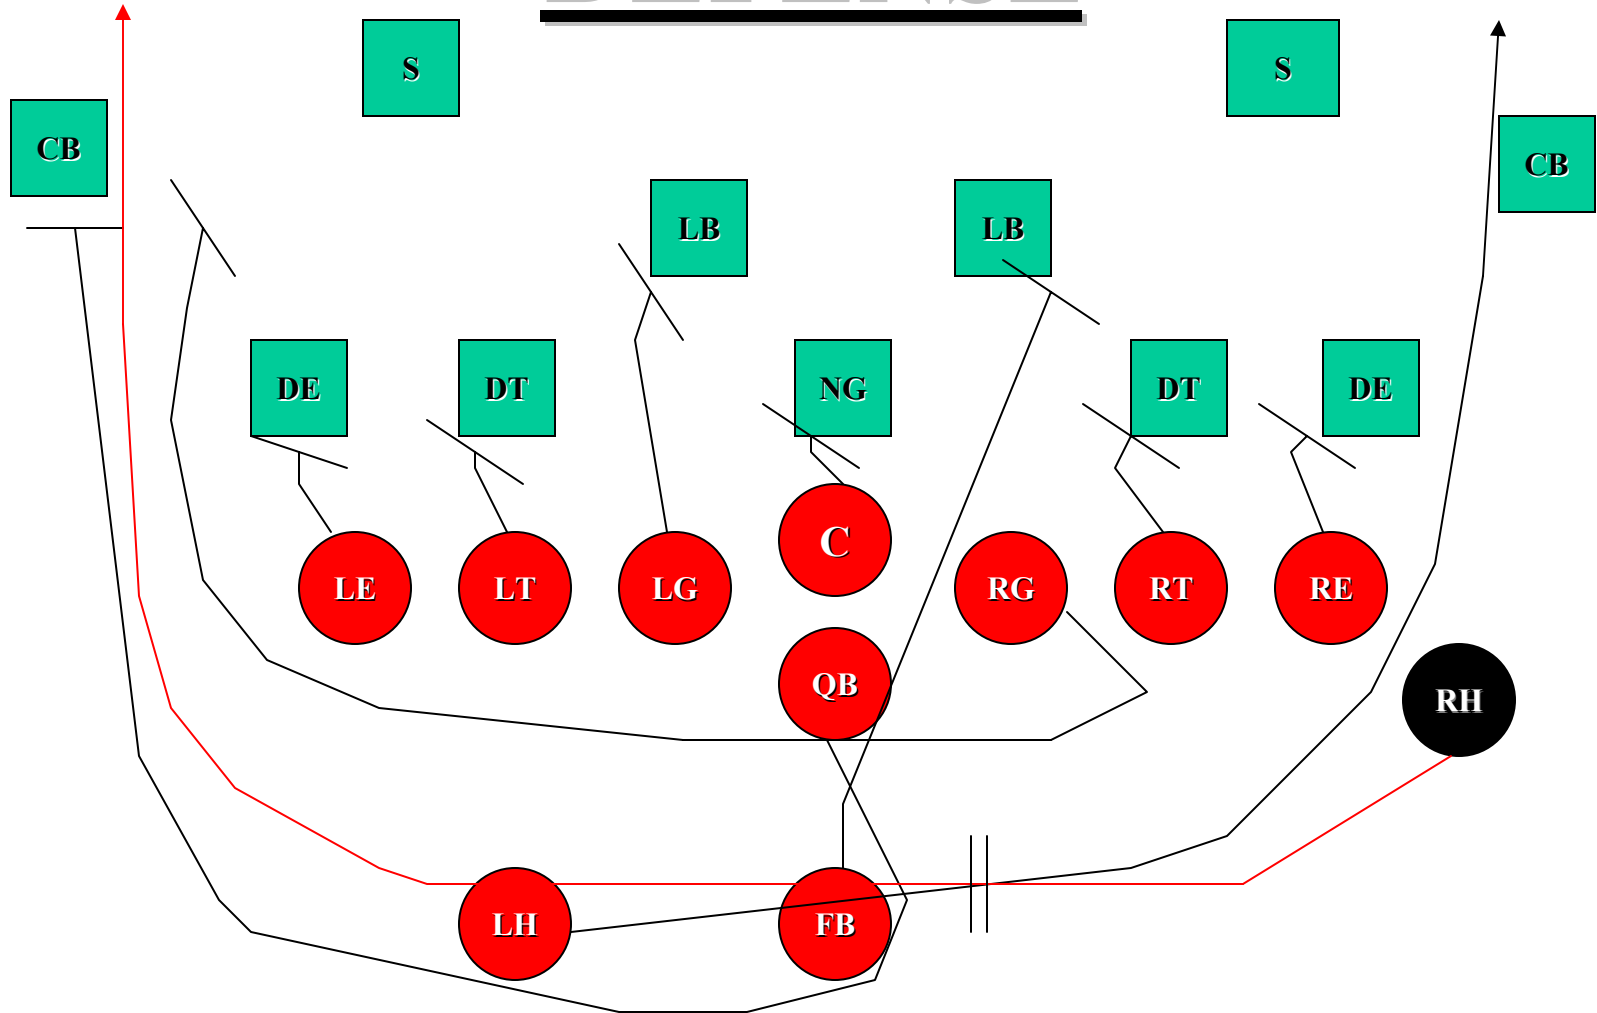 S S
CB
CB
LB LB
DE DT NG DT DE
C
LE LT LG RG RT RE
QB
RH
LH FB